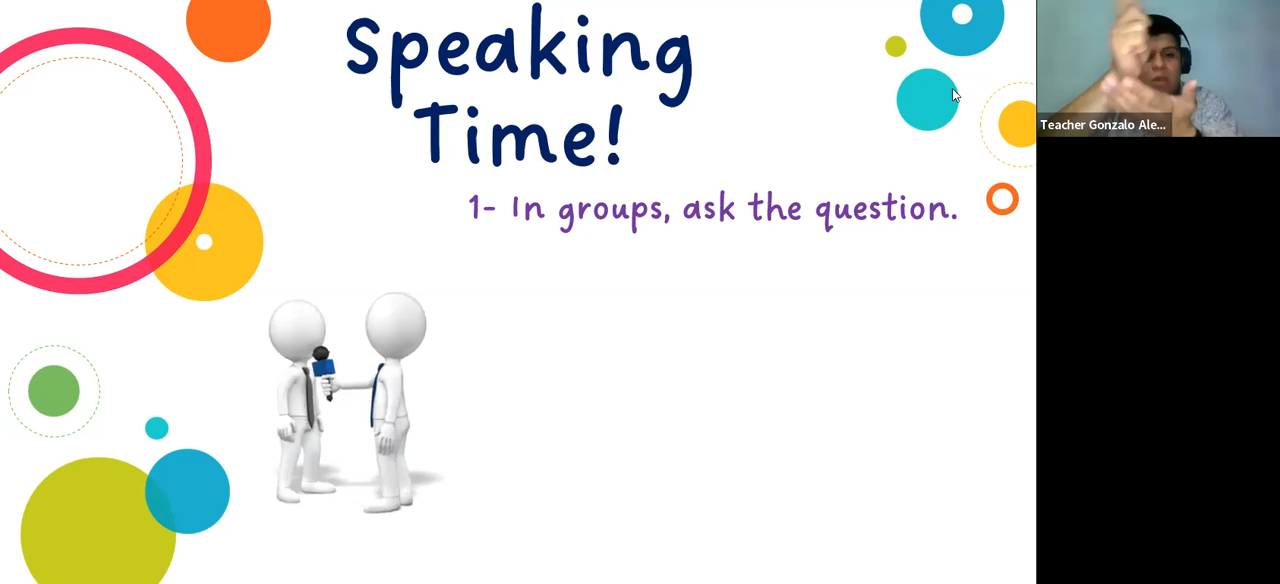 Speaking
Time!
1- In groups, ask the question.
Teacher Gonzalo Ale...